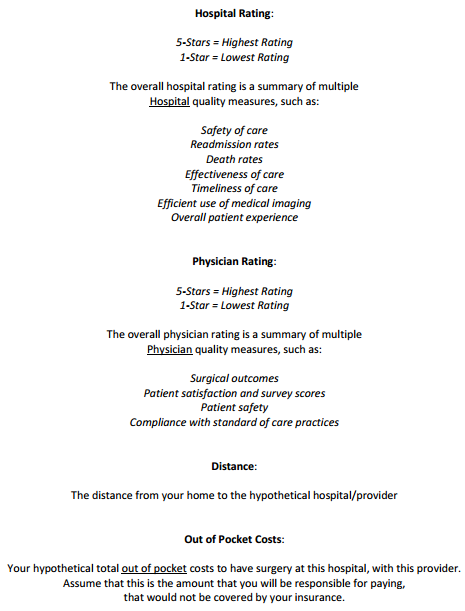 Hospital Rating:
5-Stars = Highest Rating
1-Star = Lowest Rating
The overall hospital rating is a summary of multiple
Hospital quality measures, such as:
Safety of care
Readmission rates
Death rates
Effectiveness of care
Timeliness of care
Efficient use of medical imaging
Overall patient experience
Physician Rating:
5-Stars = Highest Rating
1-Star = Lowest Rating
The overall physician rating is a summary of multiple
Physician quality measures, such as:
Surgical outcomes
Patient satisfaction and survey scores
Patient safety
Compliance with standard of care practices
Distance:
The distance from your home to the hypothetical hospital/provider
Out of Pocket Costs:
Your hypothetical total out of pocket costs to have surgery at this hospital, with this provider.
Assume that this is the amount that you will be responsible for paying,
that would not be covered by your insurance.